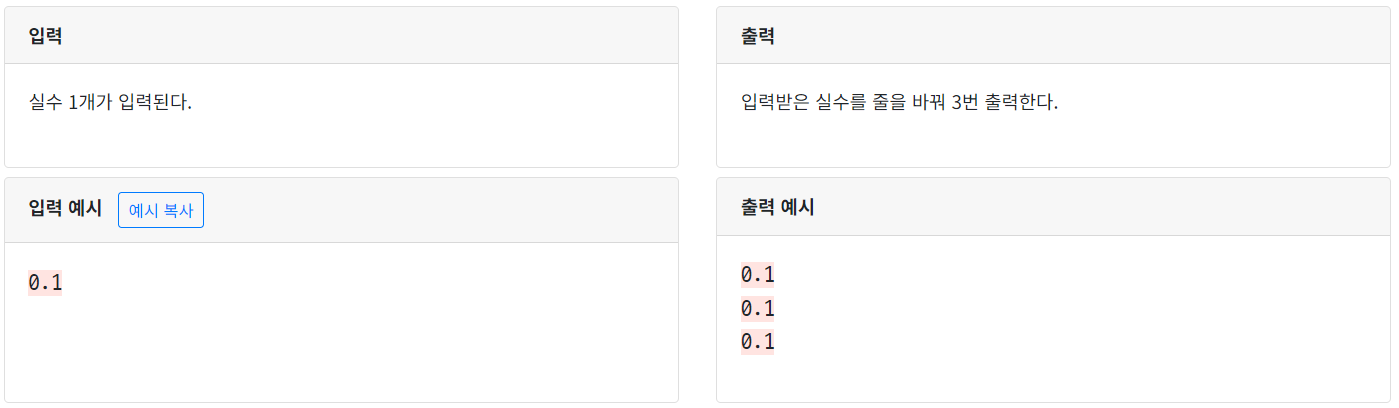 입력
실수 1개가 입력된다.
출력
입력받은 실수를 줄을 바꿔 3번 출력한다.
입력 예시 예시 복사
0.1
출력 예시
0.1
0.1
0.1